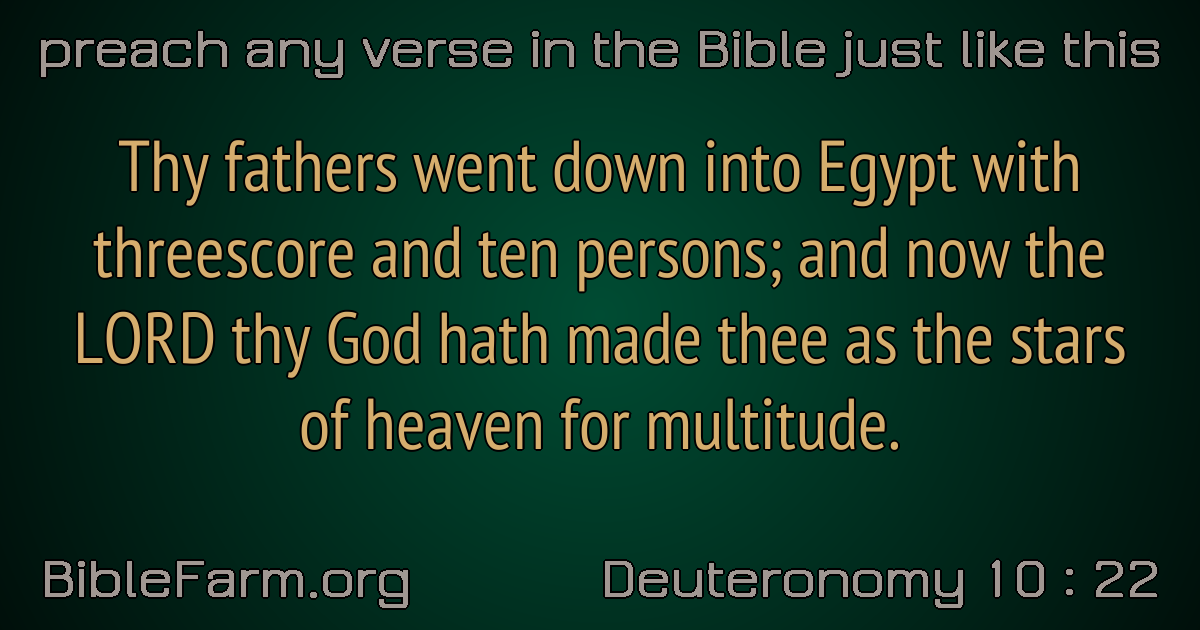 preach any verse in the Bible just like this
Thy fathers went down into Egypt with
threescore and ten persons; and now the
LORD thy God hath made thee as the stars
of heaven for multitude.
BibleFarm.org
Deuteronomy 10 : 22